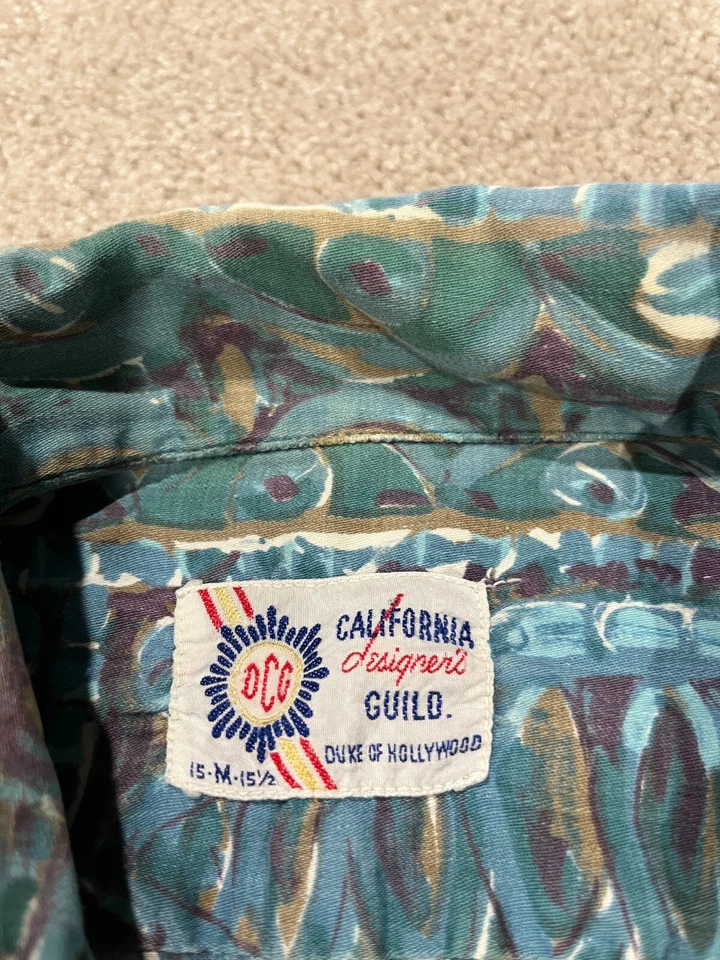 DCG
CALIFORNIA
designer's
GUILD.
DUKE OF HOLLYWOOD
15·M·15½